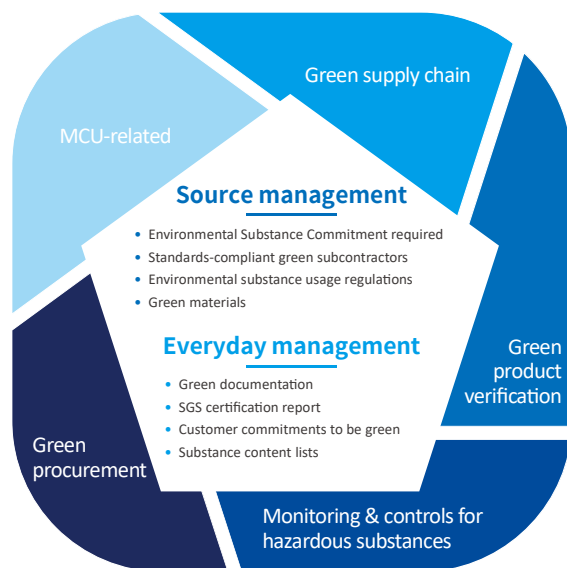 Green supply chain
MCU-related
Source management
• Environmental Substance Commitment required
• Standards-compliant green subcontractors
• Environmental substance usage regulations
• Green materials
Everyday management
• Green documentation
• SGS certification report
• Customer commitments to be green
• Substance content lists
Green
product
verification
Green
procurement
Monitoring & controls for
hazardous substances